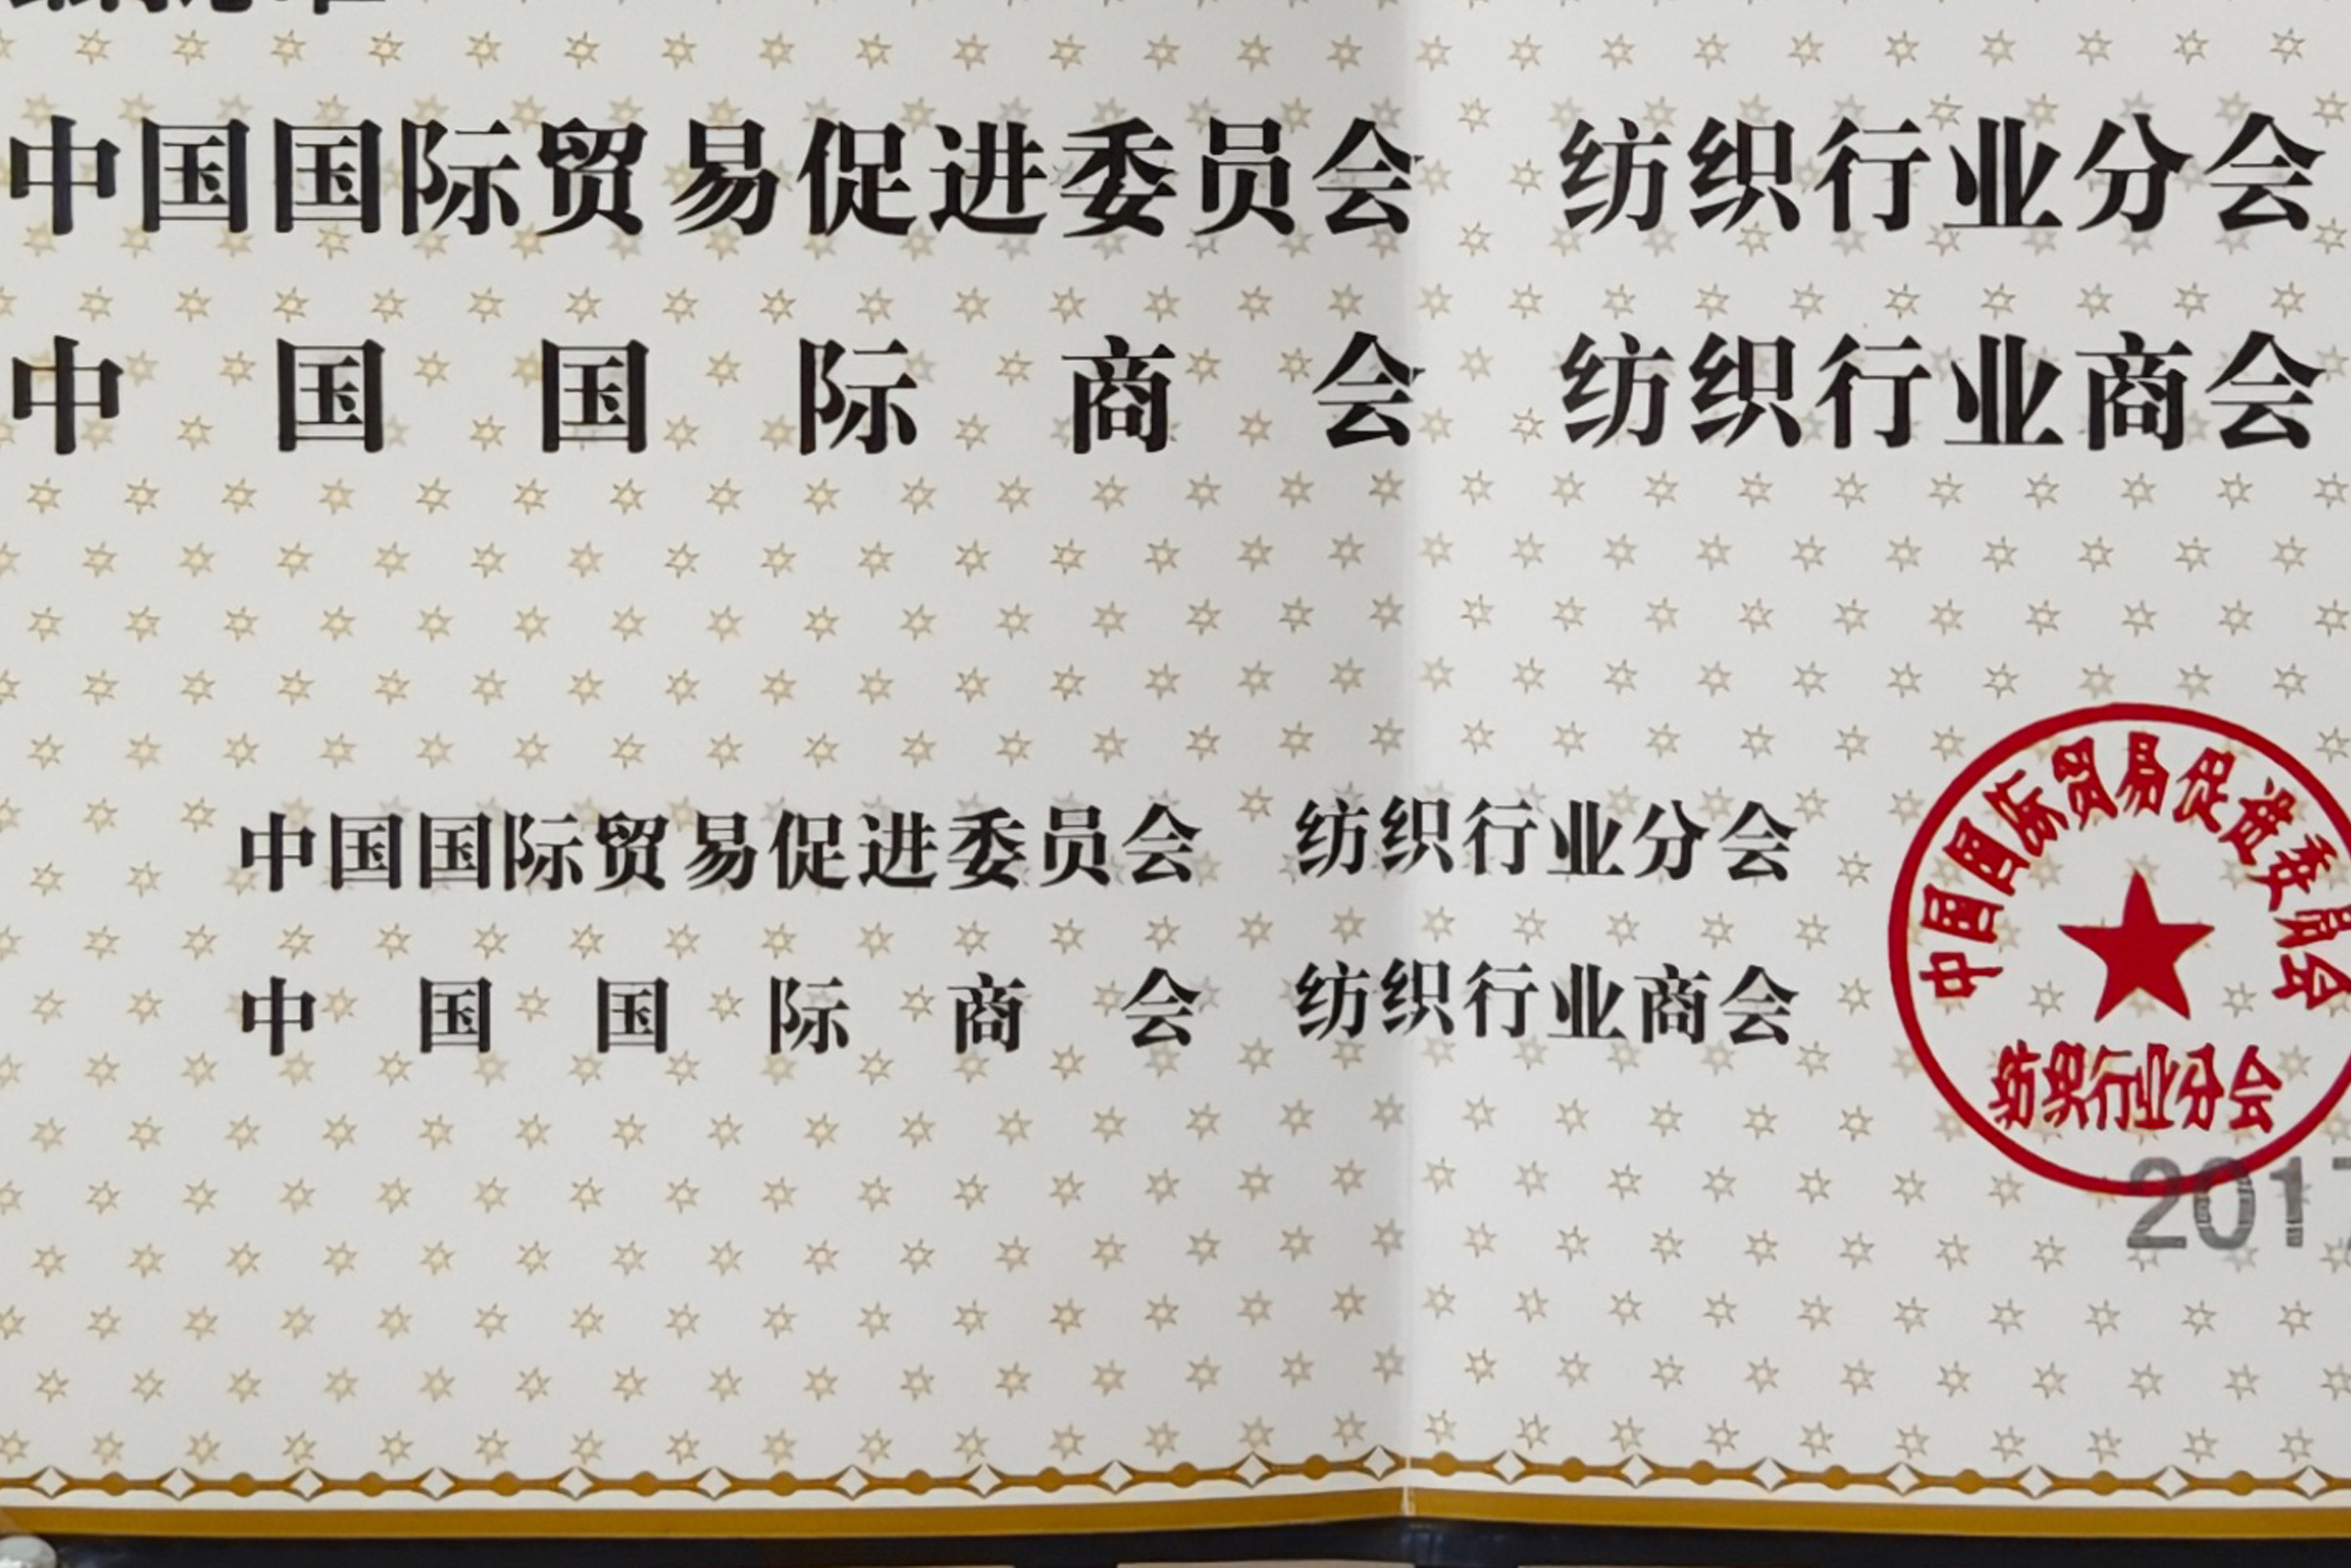 中国国际贸易促进委员会 纺织行业分会
中国国际商会 纺织行业商会
中国国际贸易促进委员会 纺织行业分会
中国国际商会 纺织行业商会
中国国际贸易促进委员会
纺织行业分会
2017